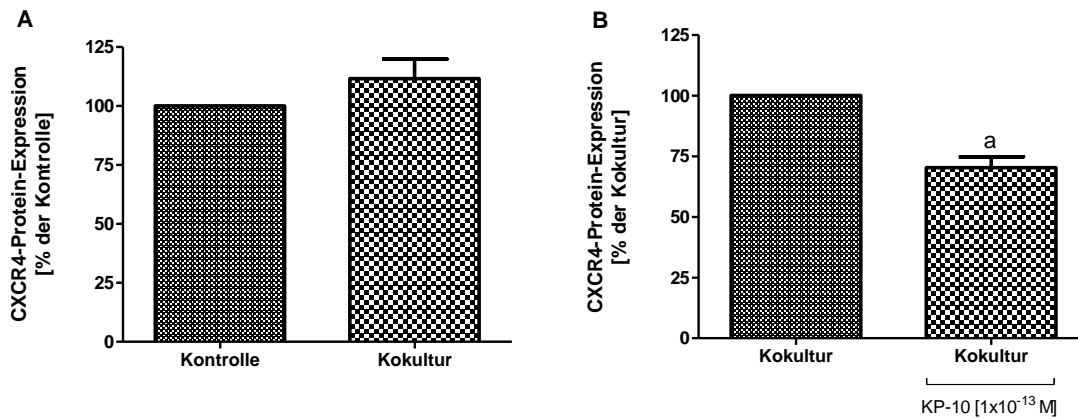 A
CXCR4-Protein-Expression
[% der Kontrolle]
125
100
75
50
25
0
Kontrolle
Kokultur
B
CXCR4-Protein-Expression
[% der Kokultur]
125
100
75
50
25
0
a
Kokultur
Kokultur
KP-10 [1x10⁻¹³ M]